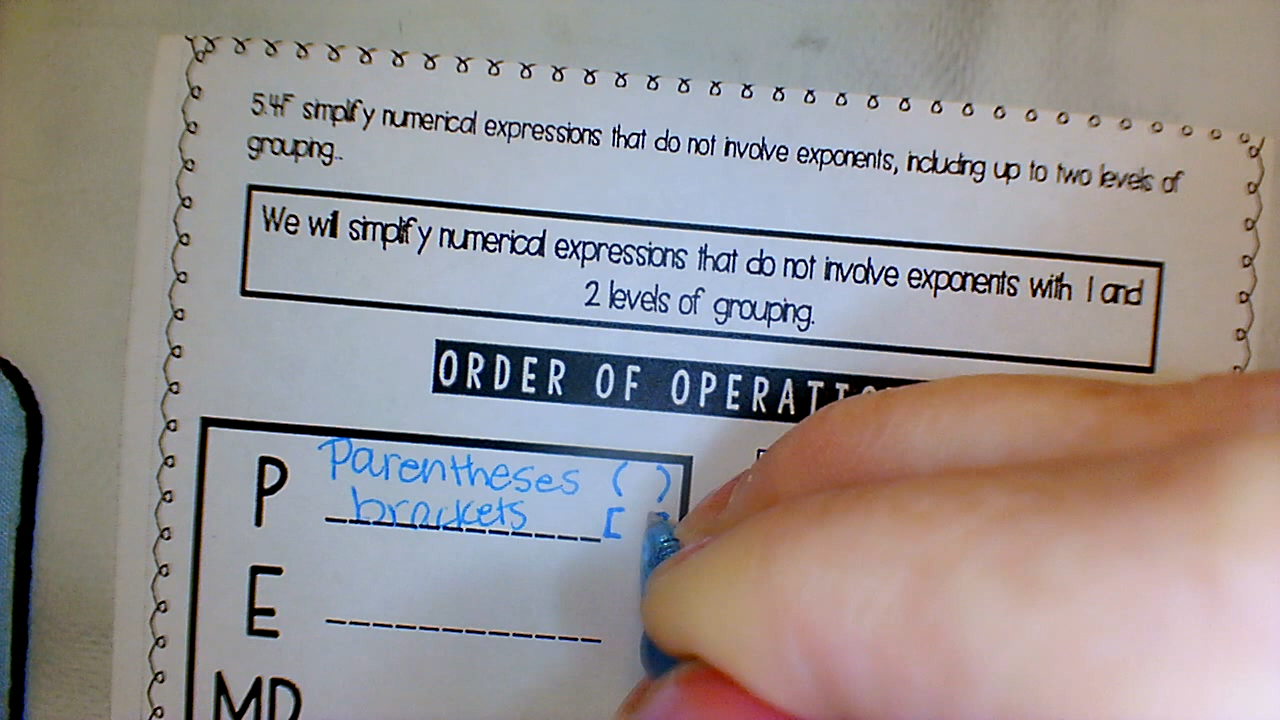 5.4F simplify numerical expressions that do not involve exponents, including up to two levels of
grouping..
We will simplify numerical expressions that do not involve exponents with 1 and
2 levels of grouping.
ORDER OF OPERATI
P Parentheses ( )
brackets [
E
MD